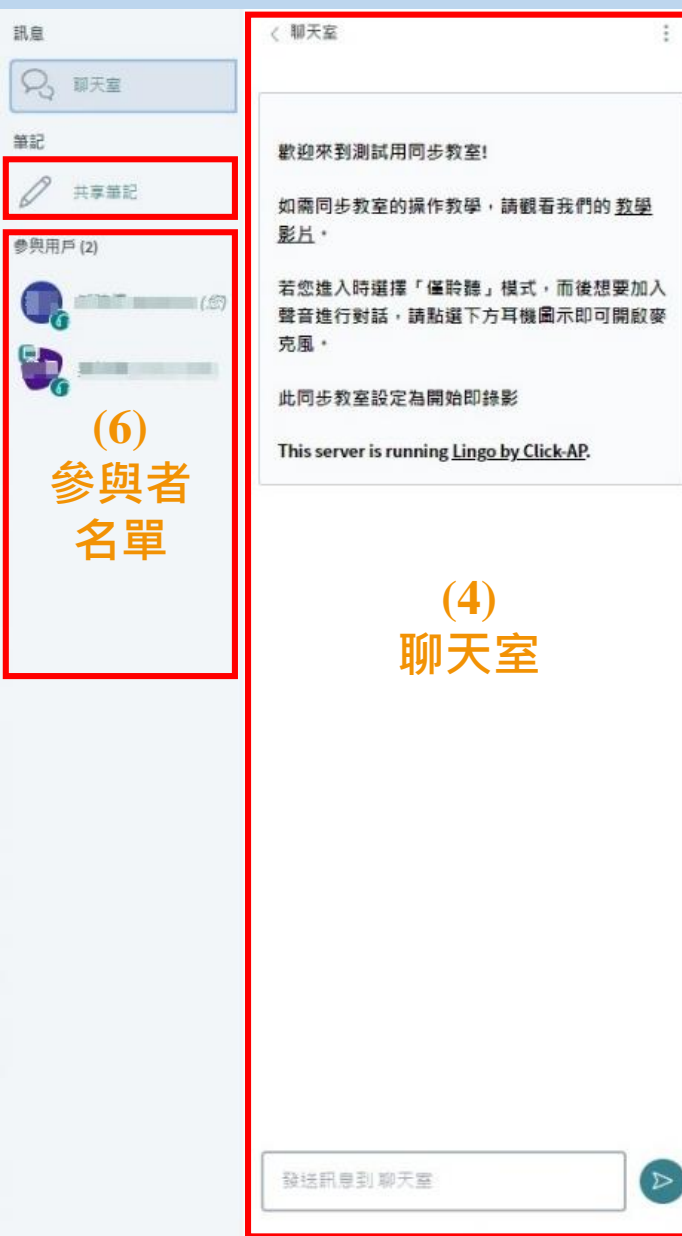 訊息
聊天室
筆記
共享筆記
參與用戶 (2)
(您)
(6)
參與者
名單
聊天室
歡迎來到測試用同步教室!
如需同步教室的操作教學，請觀看我們的 教學
影片。
若您進入時選擇「僅聆聽」模式，而後想要加入
聲音進行對話，請點選下方耳機圖示即可開啟麥
克風。
此同步教室設定為開始即錄影
This server is running Lingo by Click-AP.
(4)
聊天室
發送訊息到 聊天室